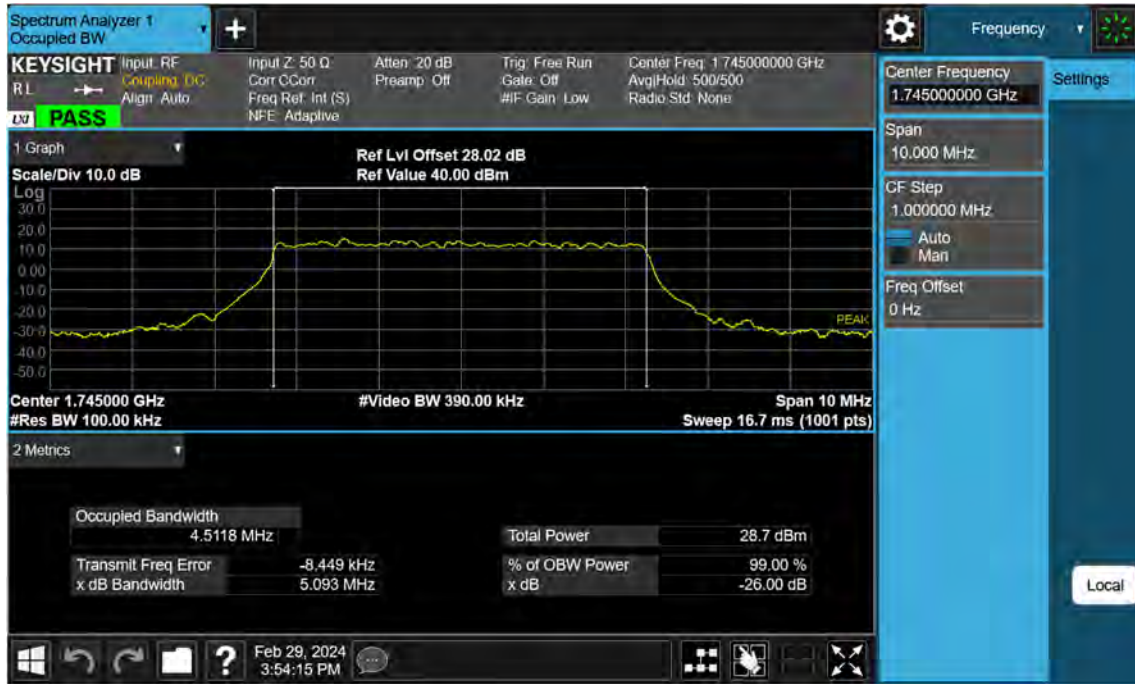 Spectrum Analyzer 1
Occupied BW
+
Frequency
KEYSIGHT
RL
Input: RF
Coupling: DC
Align: Auto
Input Z: 50 Ω
Corr CCorr
Freq Ref: Int (S)
NFE: Adaptive
Atten: 20 dB
Preamp: Off
Trig: Free Run
Gate: Off
#IF Gain: Low
Center Freq: 1.745000000 GHz
Avg|Hold: 500/500
Radio Std: None
LXI PASS
Center Frequency
1.745000000 GHz
Settings
Span
10.000 MHz
CF Step
1.000000 MHz
Auto
Man
Freq Offset
0 Hz
1 Graph
Scale/Div 10.0 dB
Ref Lvl Offset 28.02 dB
Ref Value 40.00 dBm
Log
30.0
20.0
10.0
0.00
-10.0
-20.0
-30.0
-40.0
-50.0
PEAK
Center 1.745000 GHz
#Video BW 390.00 kHz
Span 10 MHz
#Res BW 100.00 kHz
Sweep 16.7 ms (1001 pts)
2 Metrics
Occupied Bandwidth
4.5118 MHz
Total Power 28.7 dBm
Transmit Freq Error -8.449 kHz
% of OBW Power 99.00 %
x dB Bandwidth 5.093 MHz
x dB -26.00 dB
Local
?
Feb 29, 2024
3:54:15 PM